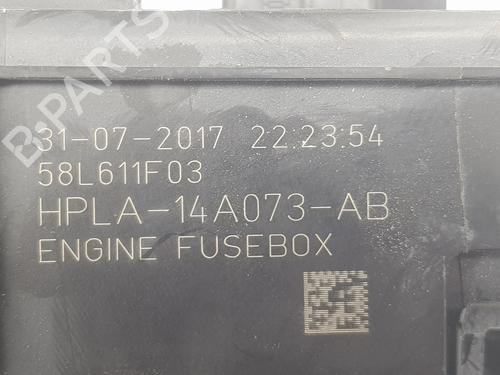 B-PARTS
31-07-2017 22:23:54
58L611F03
HPLA-14A073-AB
ENGINE FUSEBOX